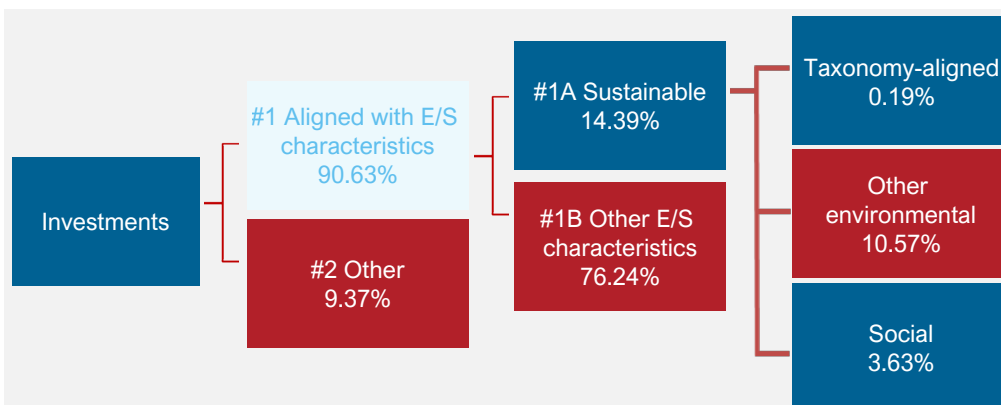 Investments
#1 Aligned with E/S
characteristics
90.63%
#2 Other
9.37%
#1A Sustainable
14.39%
#1B Other E/S
characteristics
76.24%
Taxonomy-aligned
0.19%
Other
environmental
10.57%
Social
3.63%